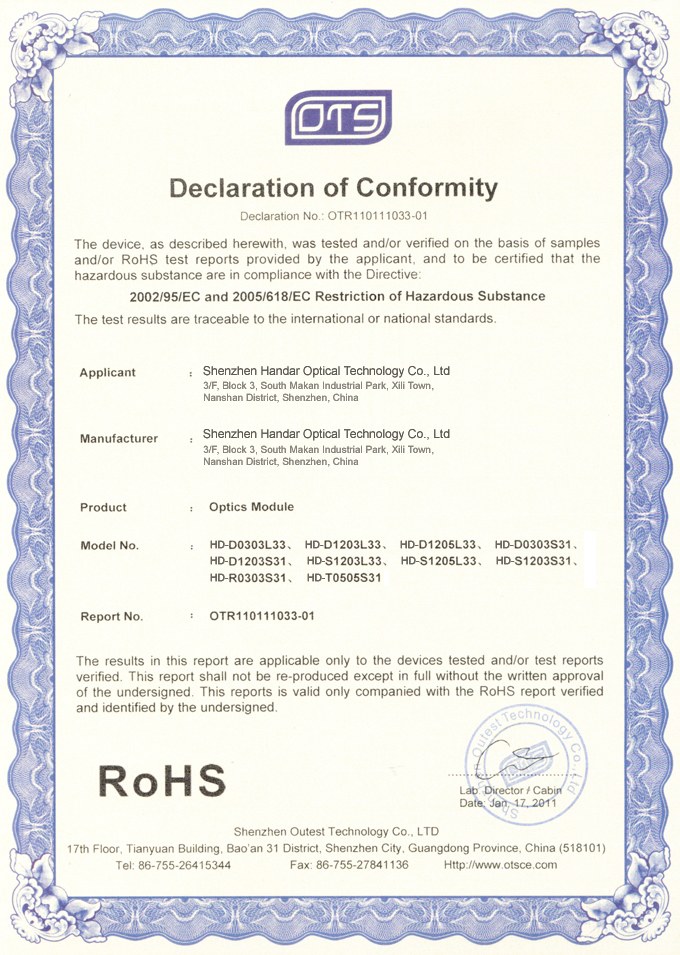 OTS
Declaration of Conformity
Declaration No.: OTR110111033-01
The device, as described herewith, was tested and/or verified on the basis of samples
and/or RoHS test reports provided by the applicant, and to be certified that the
hazardous substance are in compliance with the Directive:
2002/95/EC and 2005/618/EC Restriction of Hazardous Substance
The test results are traceable to the international or national standards.
Applicant : Shenzhen Handar Optical Technology Co., Ltd
3/F, Block 3, South Makan Industrial Park, Xili Town,
Nanshan District, Shenzhen, China
Manufacturer : Shenzhen Handar Optical Technology Co., Ltd
3/F, Block 3, South Makan Industrial Park, Xili Town,
Nanshan District, Shenzhen, China
Product : Optics Module
Model No. : HD-D0303L33、 HD-D1203L33、 HD-D1205L33、 HD-D0303S31、
HD-D1203S31、 HD-S1203L33、 HD-S1205L33、 HD-S1203S31、
HD-R0303S31、 HD-T0505S31
Report No. : OTR110111033-01
The results in this report are applicable only to the devices tested and/or test reports
verified. This report shall not be re-produced except in full without the written approval
of the undersigned. This reports is valid only companied with the RoHS report verified
and identified by the undersigned.
RoHS
Outest Technology Co., Ltd
Lab. Director / Cabin
Date: Jan. 17, 2011
Shenzhen Outest Technology Co., LTD
17th Floor, Tianyuan Building, Bao'an 31 District, Shenzhen City, Guangdong Province, China (518101)
Tel: 86-755-26415344 Fax: 86-755-27841136 Http://www.otsce.com